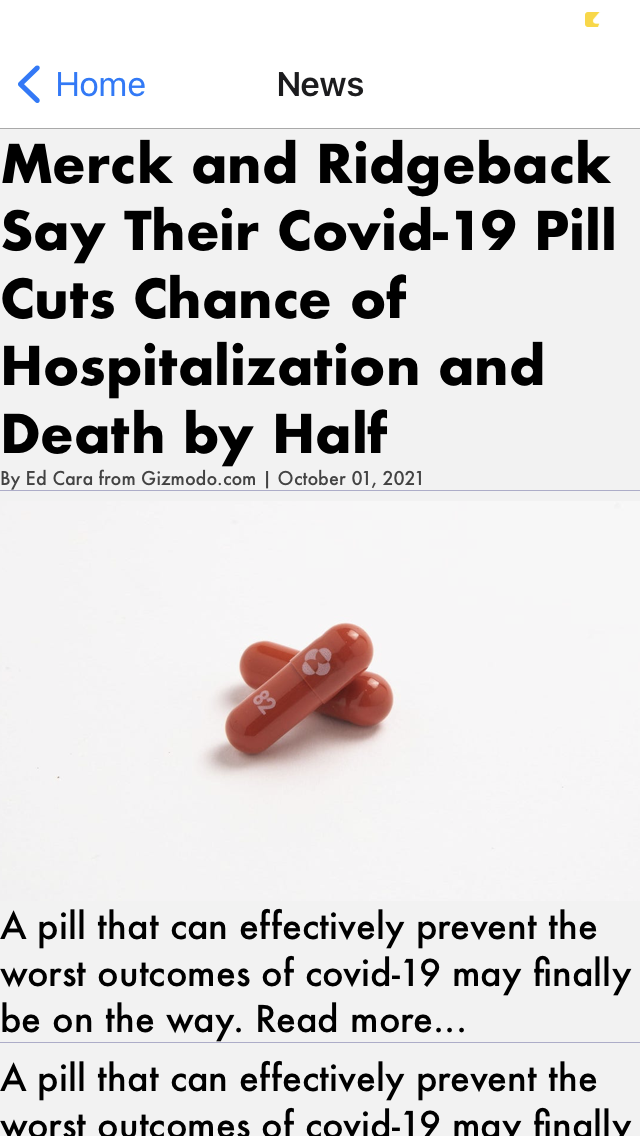 Home
News
Merck and Ridgeback
Say Their Covid-19 Pill
Cuts Chance of
Hospitalization and
Death by Half
By Ed Cara from Gizmodo.com | October 01, 2021
82
A pill that can effectively prevent the
worst outcomes of covid-19 may finally
be on the way. Read more...
A pill that can effectively prevent the
worst outcomes of covid-19 may finally